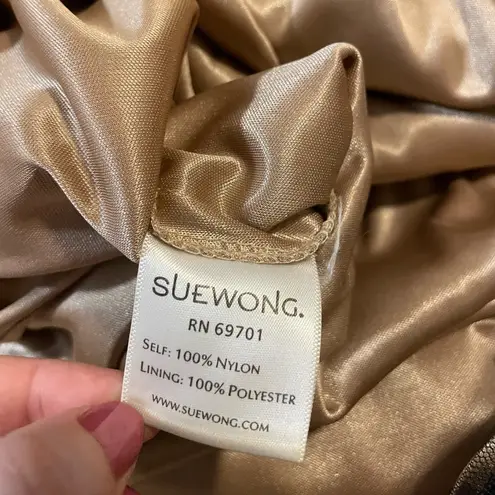 SUEWONG.
RN 69701
SELF: 100% NYLON
LINING: 100% POLYESTER
WWW.SUEWONG.COM